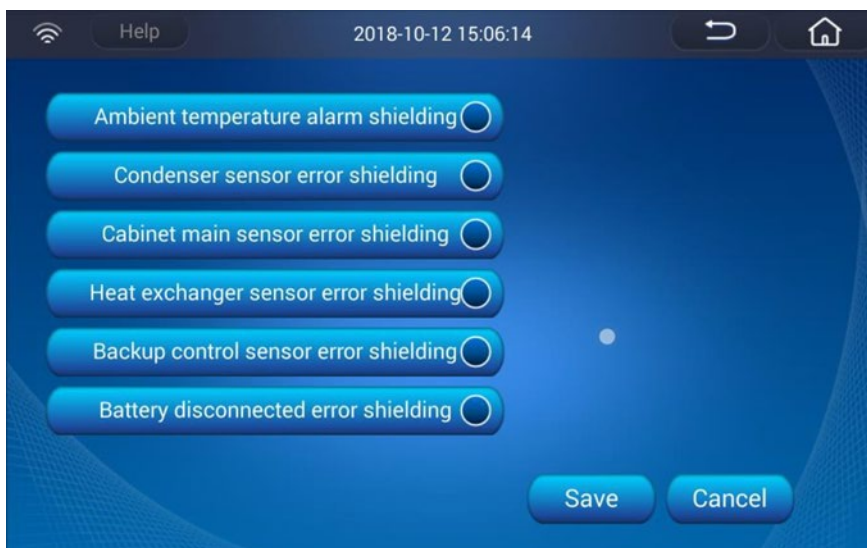 Help
2018-10-12 15:06:14
Ambient temperature alarm shielding
Condenser sensor error shielding
Cabinet main sensor error shielding
Heat exchanger sensor error shielding
Backup control sensor error shielding
Battery disconnected error shielding
Save
Cancel